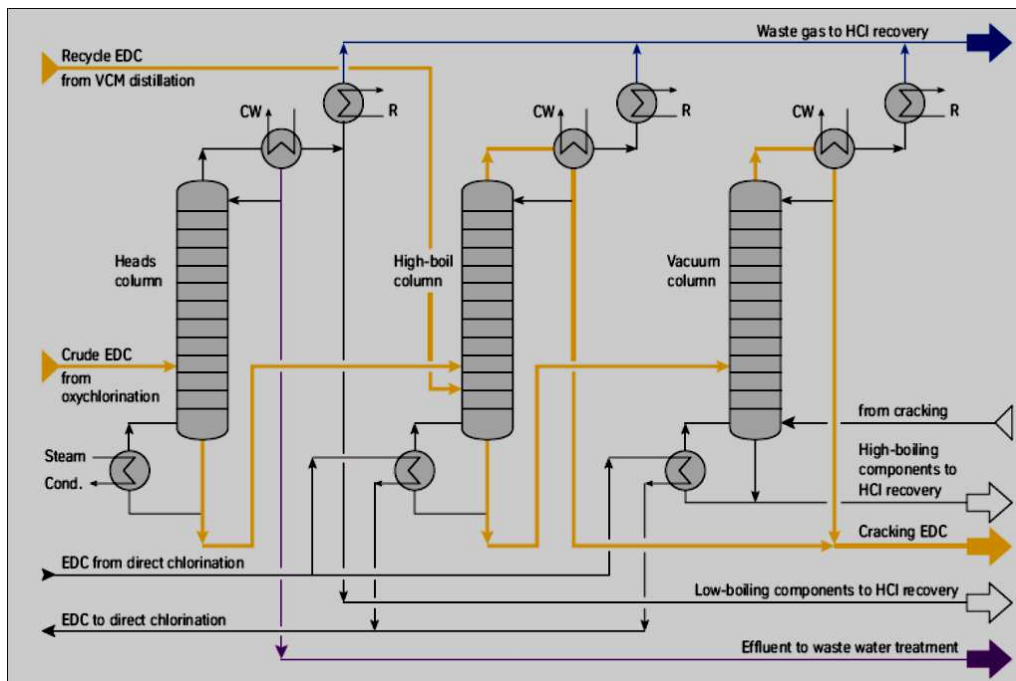 Waste gas to HCl recovery
Recycle EDC
from VCM distillation
CW
R
CW
R
CW
R
Heads
column
High-boil
column
Vacuum
column
Crude EDC
from
oxychlorination
from cracking
Steam
Cond.
High-boiling
components to
HCl recovery
Cracking EDC
EDC from direct chlorination
Low-boiling components to HCl recovery
EDC to direct chlorination
Effluent to waste water treatment